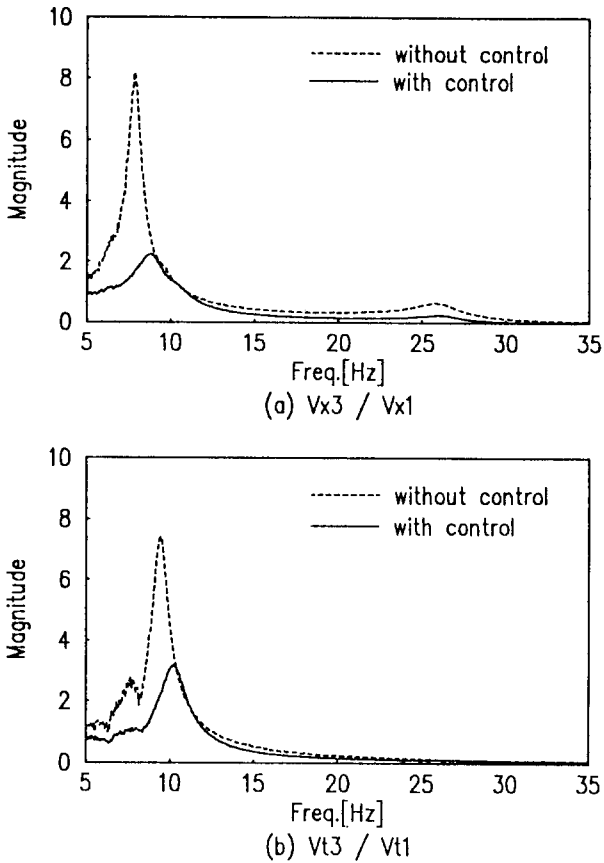 10
8
6
4
2
0
Magnitude
without control
with control
5 10 15 20 25 30 35
Freq.[Hz]
(a) Vx3 / Vx1
10
8
6
4
2
0
Magnitude
without control
with control
5 10 15 20 25 30 35
Freq.[Hz]
(b) Vt3 / Vt1